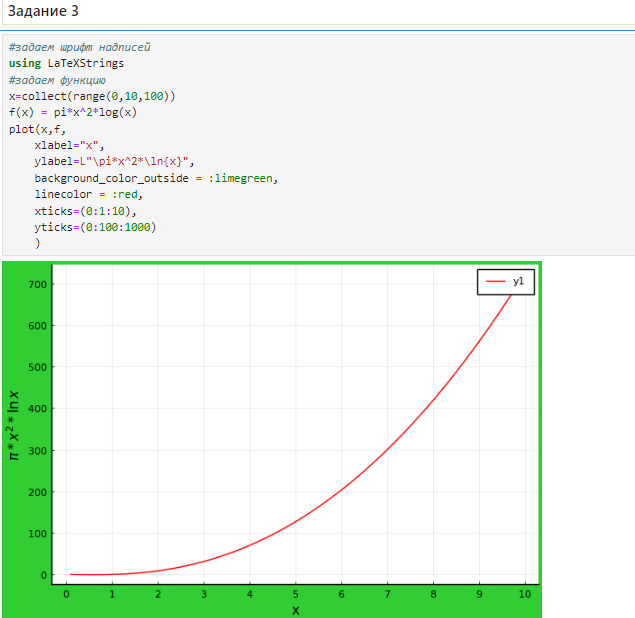 Задание 3
#задаем шрифт надписей
using LaTeXStrings
#задаем функцию
x=collect(range(0,10,100))
f(x) = pi*x^2*log(x)
plot(x,f,
xlabel="x",
ylabel=L"\pi*x^2*\ln{x}",
background_color_outside = :limegreen,
linecolor = :red,
xticks=(0:1:10),
yticks=(0:100:1000)
)
y1
700
600
500
400
300
200
100
0
π * x² * ln x
0 1 2 3 4 5 6 7 8 9 10
x